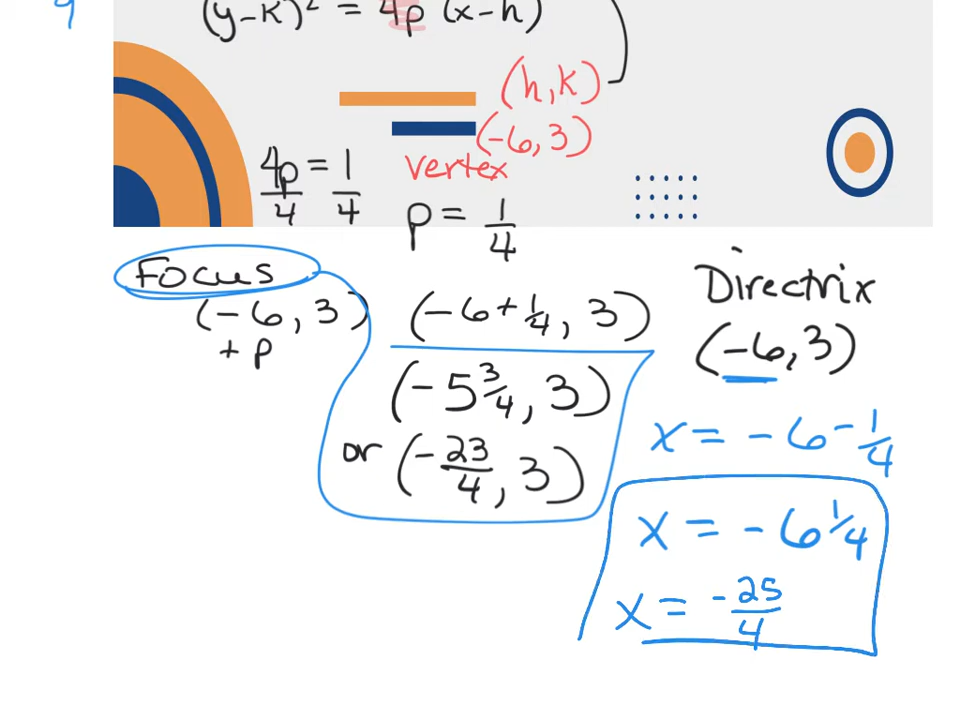 9
(y-k)² = 4p (x-h)
(h,k)
(-6,3)
vertex
4p/4 = 1/4
p = 1/4
Focus
(-6, 3)
+ p
(-6 + 1/4, 3)
(-5 3/4, 3)
or (-23/4, 3)
Directrix
(-6,3)
x = -6 - 1/4
x = -6 1/4
x = -25/4